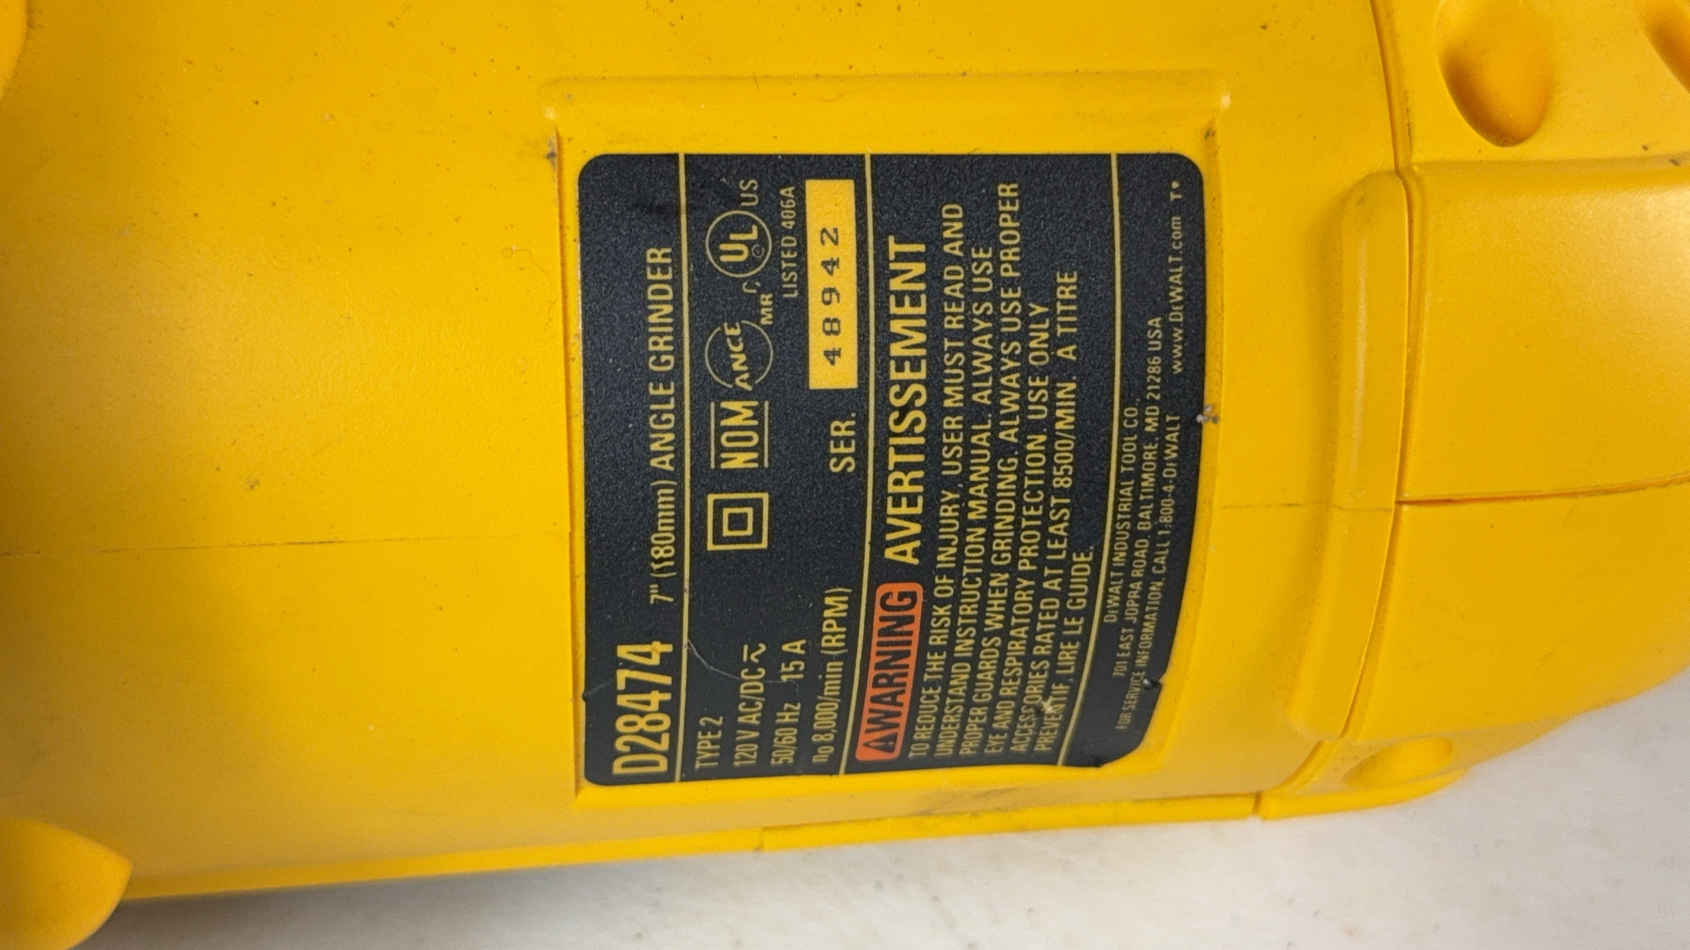 D28474 7" (180mm) ANGLE GRINDER
TYPE 2
120 V AC/DC
50/60 Hz 15 A
n₀ 8,000/min (RPM)
NOM ANCE MR
C UL US
LISTED 406A
SER. 48942
WARNING AVERTISSEMENT
TO REDUCE THE RISK OF INJURY, USER MUST READ AND
UNDERSTAND INSTRUCTION MANUAL. ALWAYS USE
PROPER GUARDS WHEN GRINDING. ALWAYS USE PROPER
EYE AND RESPIRATORY PROTECTION. USE ONLY
ACCESSORIES RATED AT LEAST 8500/MIN. A TITRE
PREVENTIF, LIRE LE GUIDE.
DEWALT INDUSTRIAL TOOL CO.,
701 EAST JOPRA ROAD, BALTIMORE, MD 21286 USA
FOR SERVICE INFORMATION, CALL 1-800-4-DEWALT www.DEWALT.com